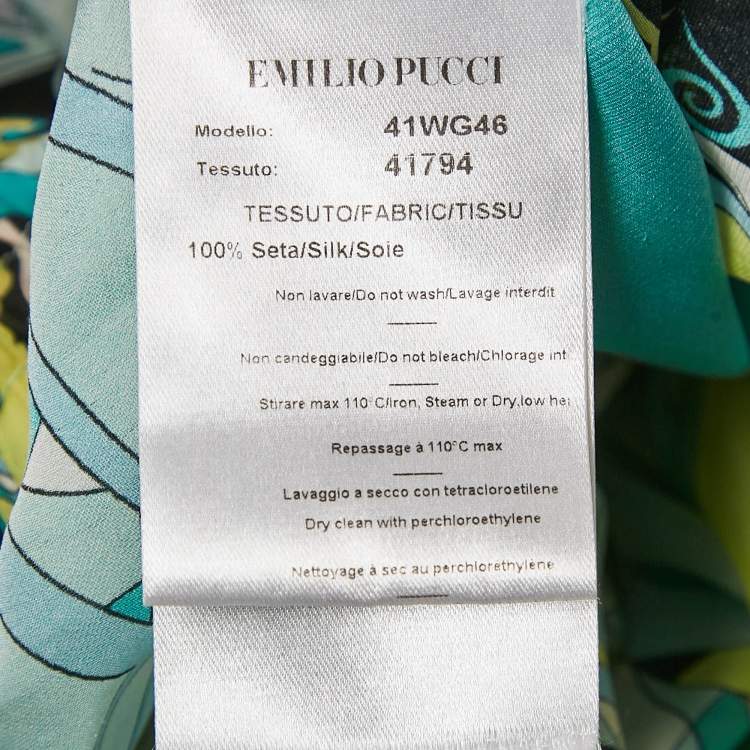 EMILIO PUCCI
Modello: 41WG46
Tessuto: 41794
TESSUTO/FABRIC/TISSU
100% Seta/Silk/Soie
Non lavare/Do not wash/Lavage interdit
Non candeggiabile/Do not bleach/Chlorage int
Stirare max 110°C/Iron, Steam or Dry,low hei
Repassage à 110°C max
Lavaggio a secco con tetracloroetilene
Dry clean with perchloroethylene
Nettoyage à sec au perchlorethylène